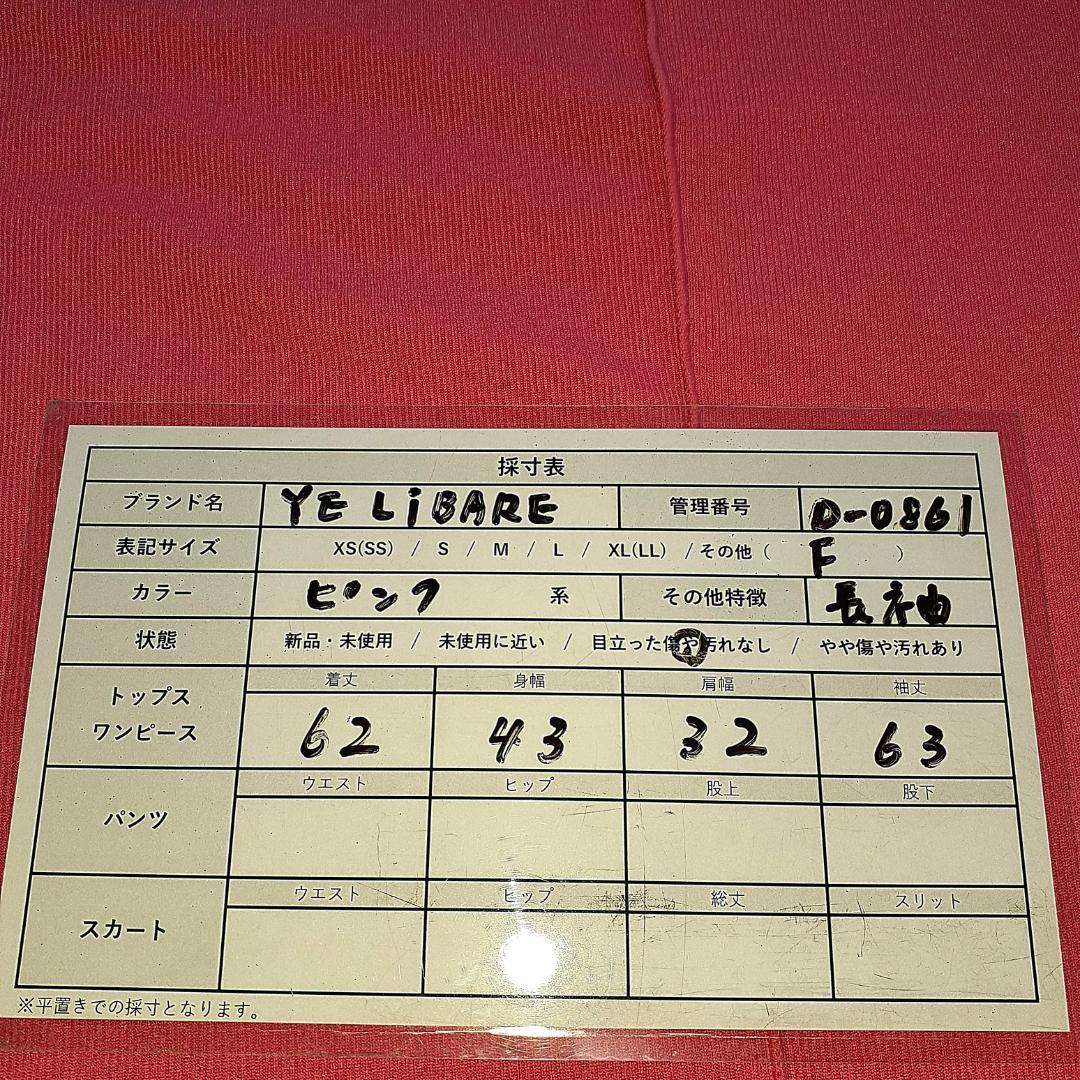 採寸表
ブランド名 YE LiBARE 管理番号 D-0861
表記サイズ XS(SS) / S / M / L / XL(LL) / その他 ( F )
カラー ピンク 系 その他特徴 長袖
状態 新品・未使用 / 未使用に近い / 目立った傷や汚れなし / やや傷や汚れあり
トップス ワンピース 着丈 身幅 肩幅 袖丈
62 43 32 63
パンツ ウエスト ヒップ 股上 股下
スカート ウエスト ヒップ 総丈 スリット
※平置きでの採寸となります。